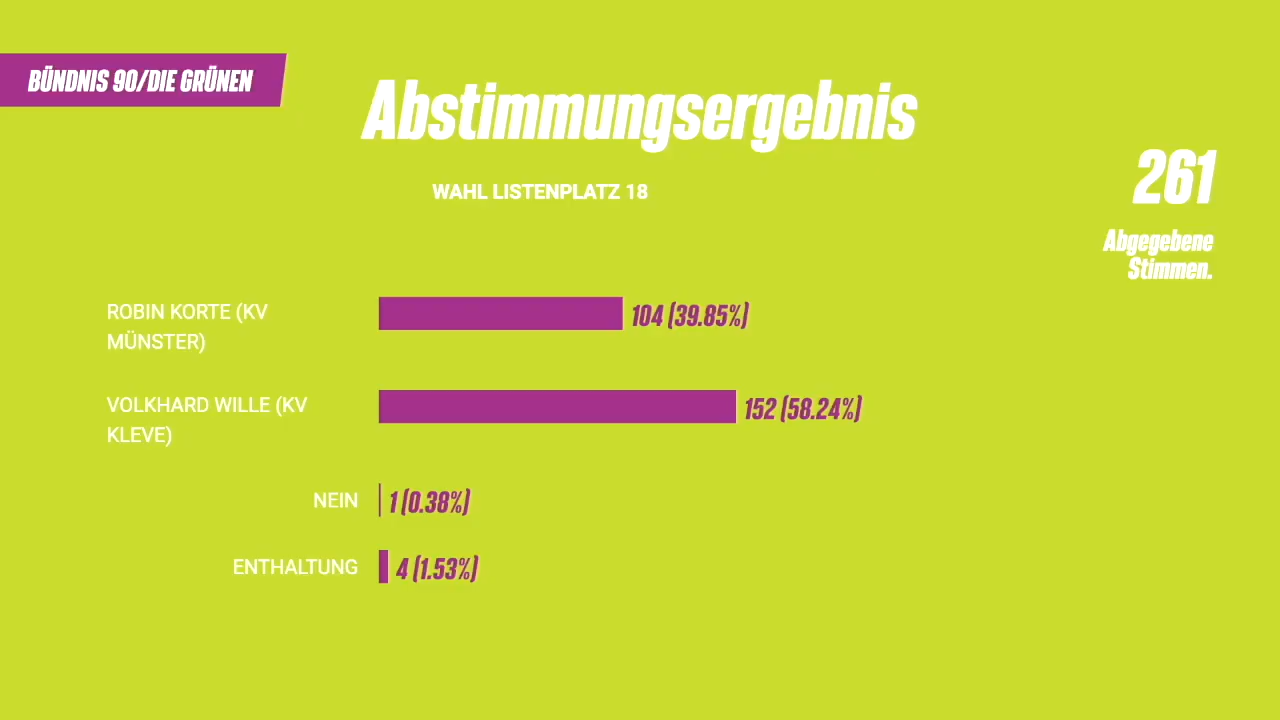 BÜNDNIS 90/DIE GRÜNEN
Abstimmungsergebnis
WAHL LISTENPLATZ 18
261
Abgegebene
Stimmen.
ROBIN KORTE (KV
MÜNSTER)
104 (39.85%)
VOLKHARD WILLE (KV
KLEVE)
152 (58.24%)
NEIN
1 (0.38%)
ENTHALTUNG
4 (1.53%)